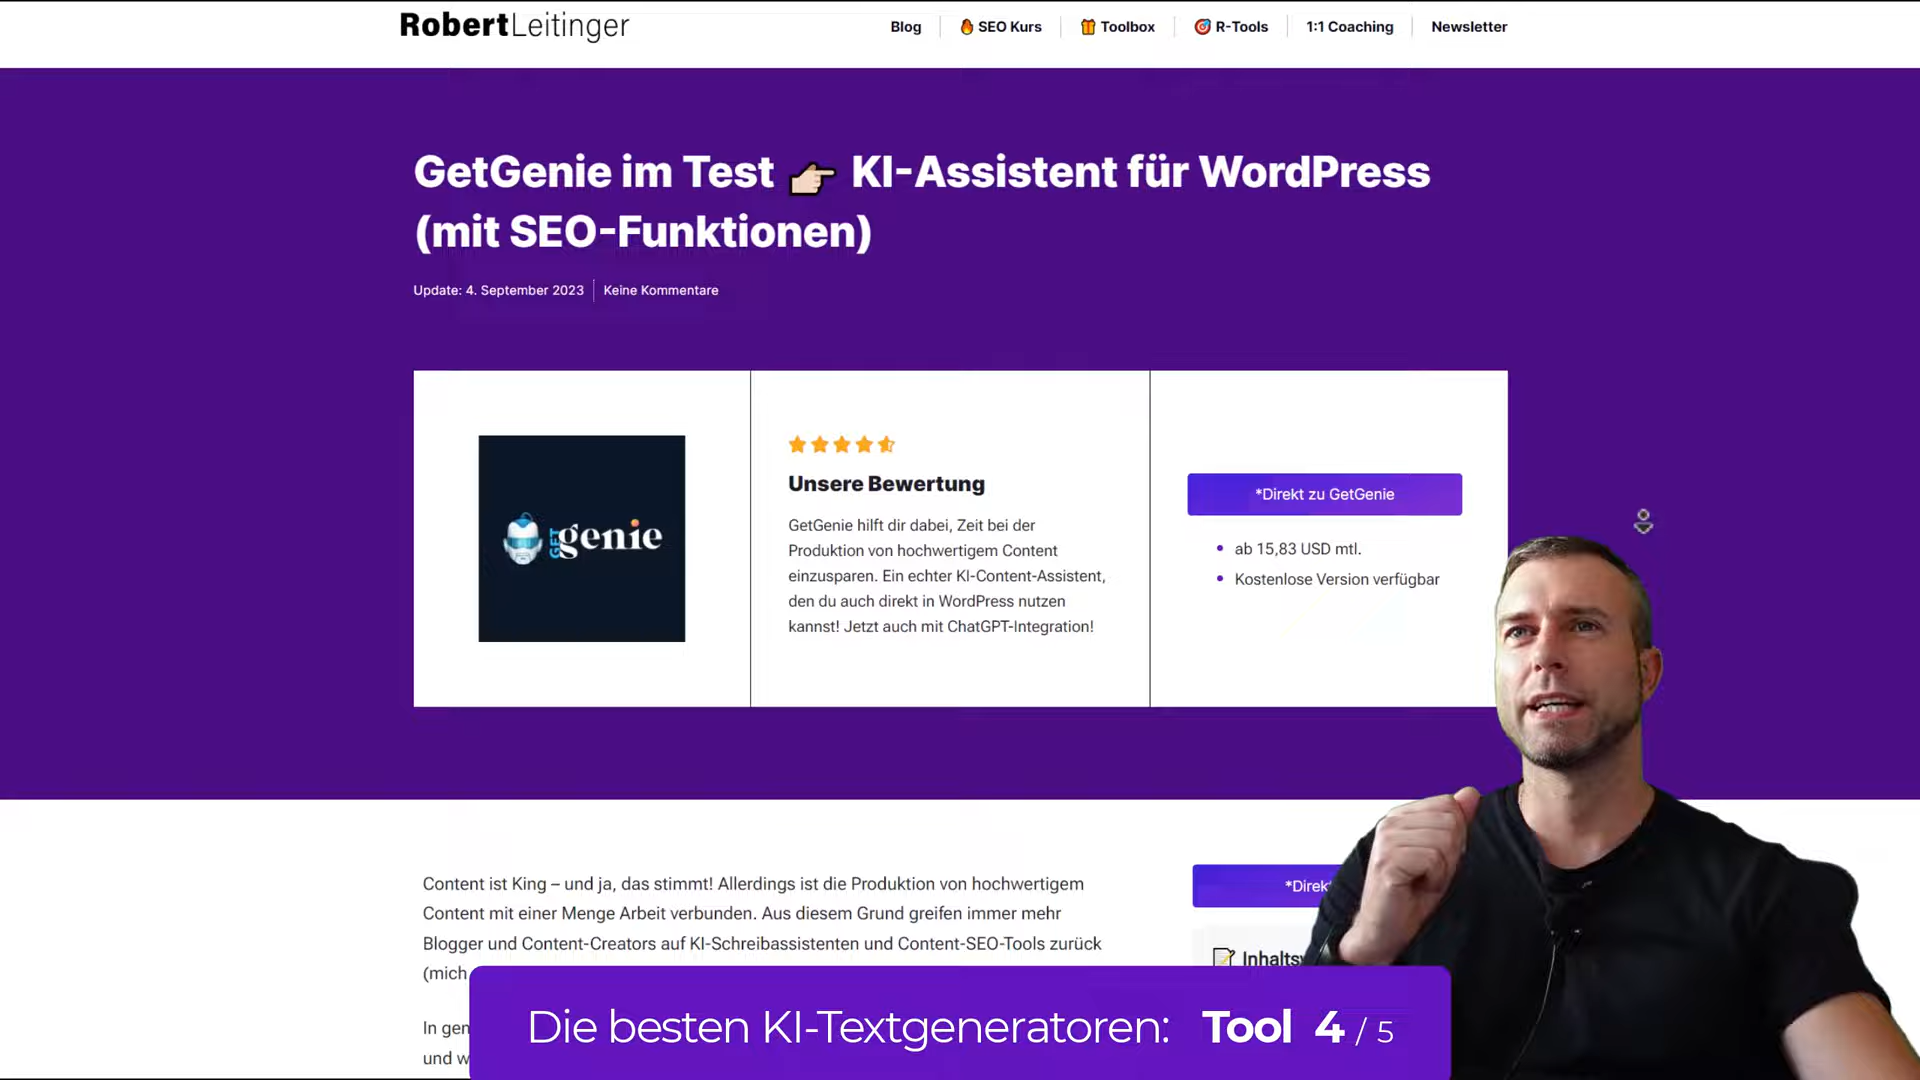 RobertLeitinger
Blog
SEO Kurs
Toolbox
R-Tools
1:1 Coaching
Newsletter
GetGenie im Test 👉🏻 KI-Assistent für WordPress
(mit SEO-Funktionen)
Update: 4. September 2023
Keine Kommentare
GET genie
Unsere Bewertung
GetGenie hilft dir dabei, Zeit bei der
Produktion von hochwertigem Content
einzusparen. Ein echter KI-Content-Assistent,
den du auch direkt in WordPress nutzen
kannst! Jetzt auch mit ChatGPT-Integration!
*Direkt zu GetGenie
ab 15,83 USD mtl.
Kostenlose Version verfügbar
Content ist King – und ja, das stimmt! Allerdings ist die Produktion von hochwertigem
Content mit einer Menge Arbeit verbunden. Aus diesem Grund greifen immer mehr
Blogger und Content-Creators auf KI-Schreibassistenten und Content-SEO-Tools zurück
(mich
*Direk
Inhalts
In gen
und w
Die besten KI-Textgeneratoren: Tool 4 / 5